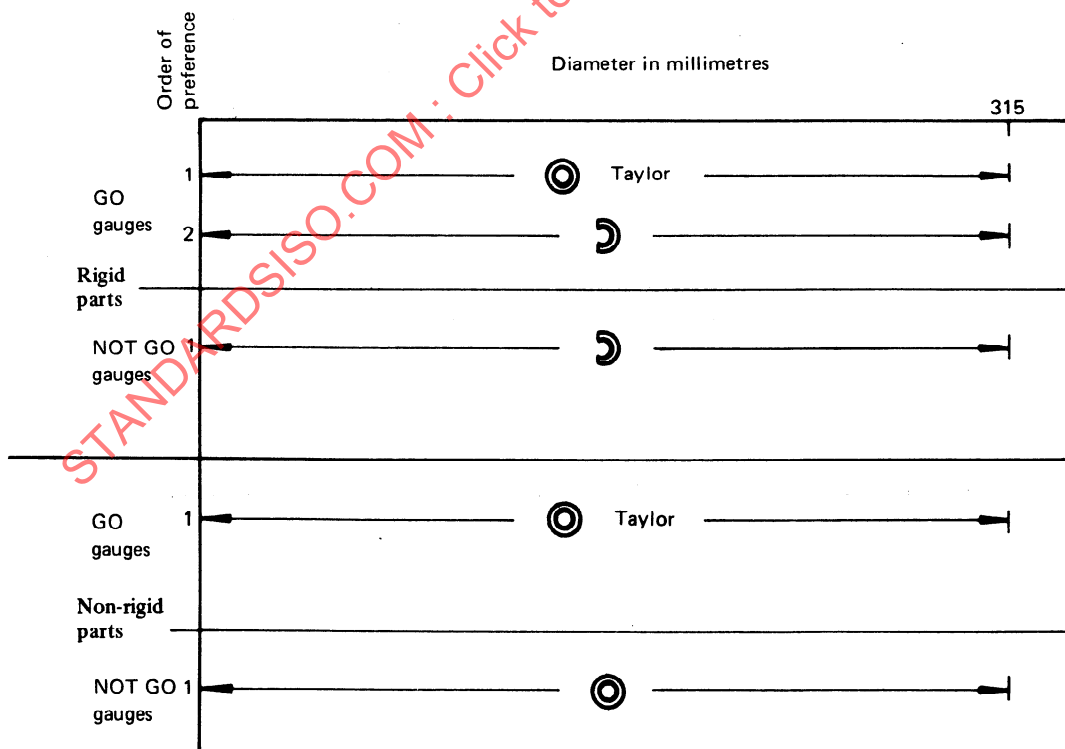 Order of
preference
Diameter in millimetres
315
GO
gauges
1
Taylor
2
Rigid
parts
NOT GO 1
gauges
GO
gauges
1
Taylor
Non-rigid
parts
NOT GO 1
gauges
STANDARDSISO.COM : Click to